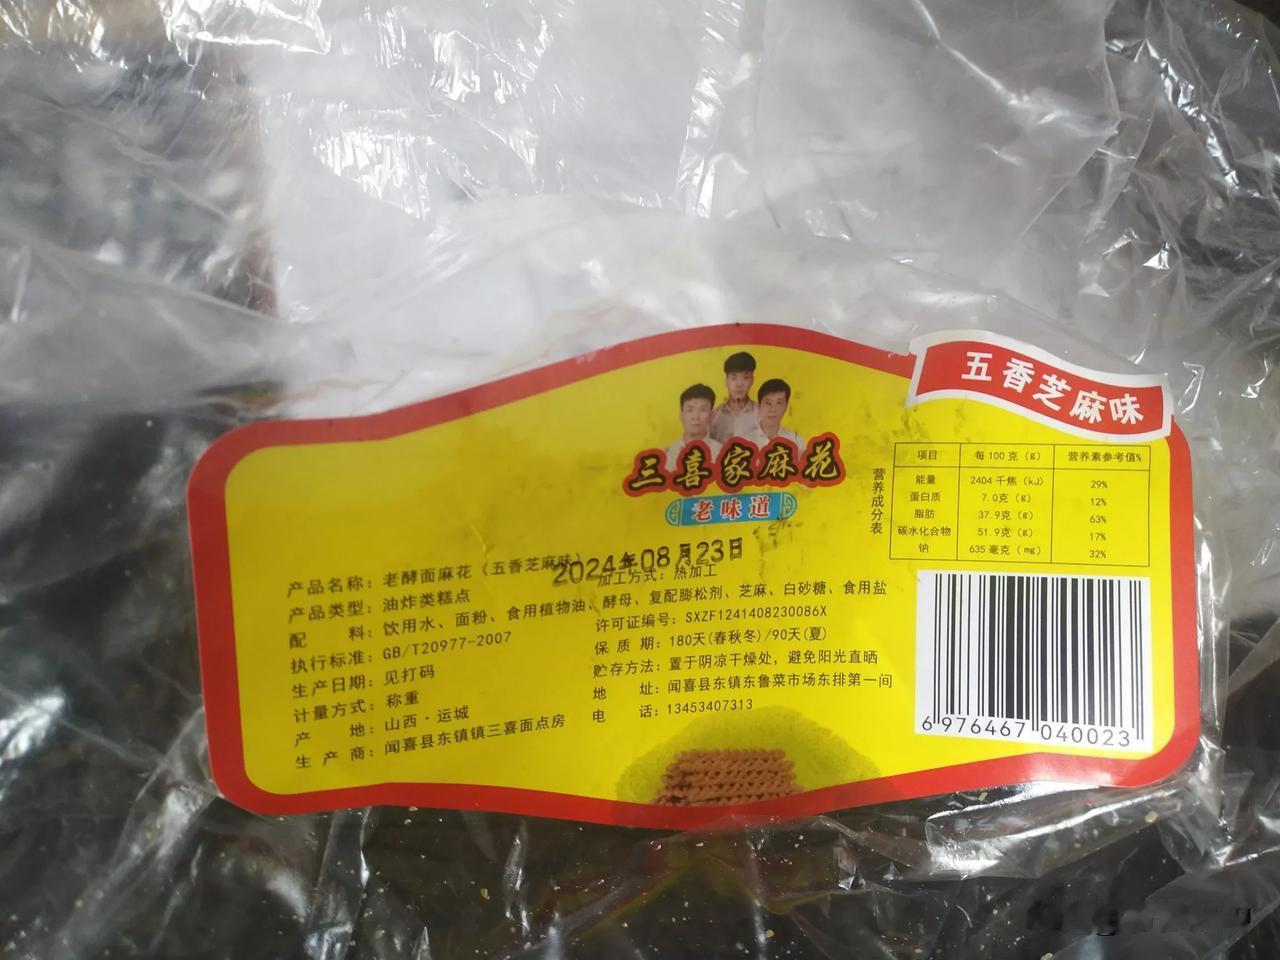 五香芝麻味
三喜家麻花
老味道
营养成分表
项目 每100克（g） 营养素参考值%
能量 2404千焦（kJ） 29%
蛋白质 7.0克（g） 12%
脂肪 37.9克（g） 63%
碳水化合物 51.9克（g） 17%
钠 635毫克（mg） 32%
2024年08月23日
产品名称：老酵面麻花（五香芝麻味）
加工方式：热加工
产品类型：油炸类糕点
配 料：饮用水、面粉、食用植物油、酵母、复配膨松剂、芝麻、白砂糖、食用盐
执行标准：GB/T20977-2007
许可证编号：SXZF1241408230086X
生产日期：见打码
保 质 期：180天(春秋冬)/90天(夏)
计量方式：称重
贮存方法：置于阴凉干燥处，避免阳光直晒
产 地：山西·运城
地 址：闻喜县东镇东鲁菜市场东排第一间
生 产 商：闻喜县东镇镇三喜面点房
电 话：13453407313
6 976467 040023